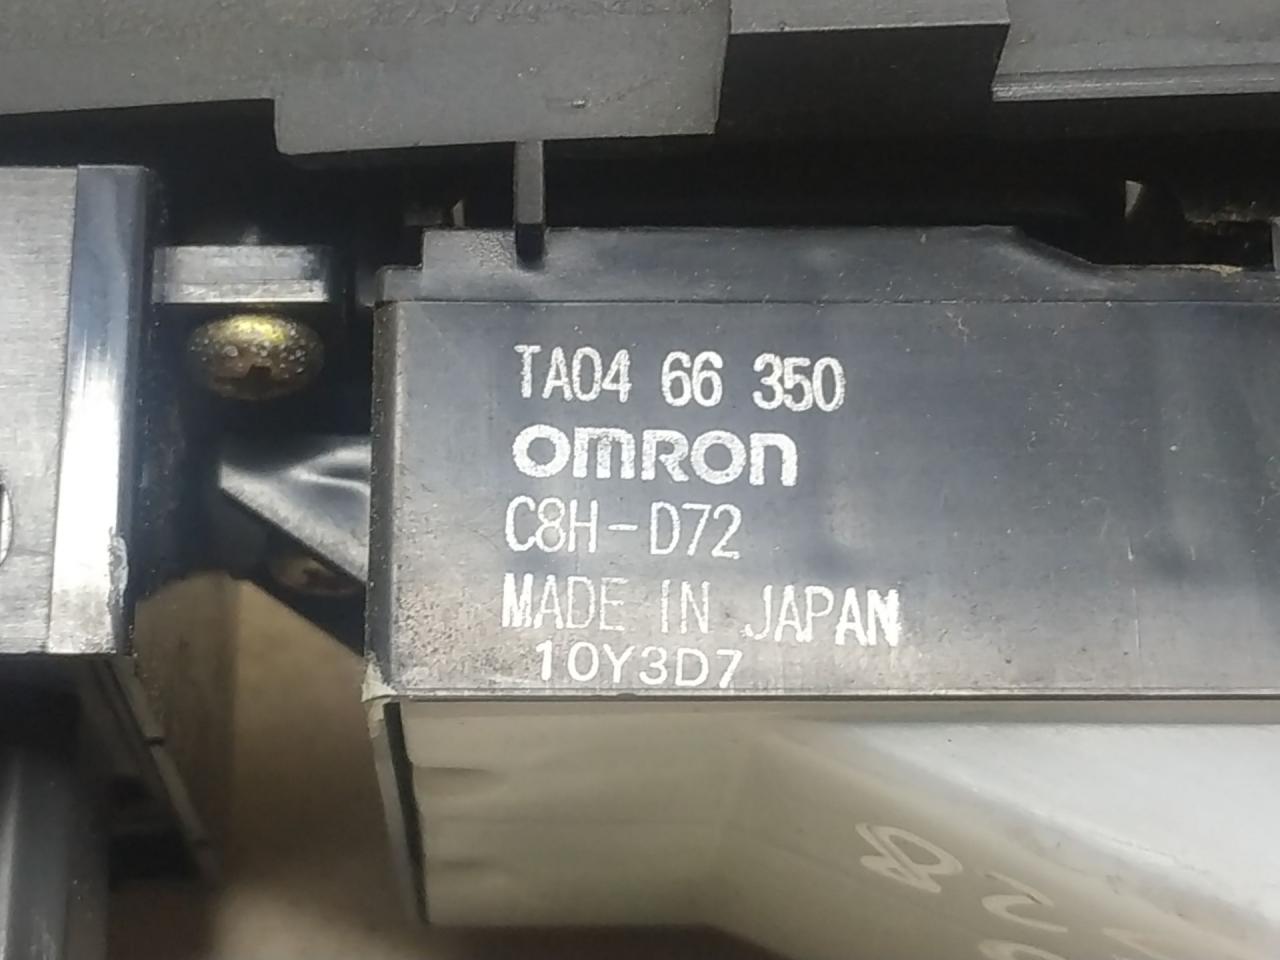 TA04 66 350
OMRON
C8H-D72
MADE IN JAPAN
10Y3D7